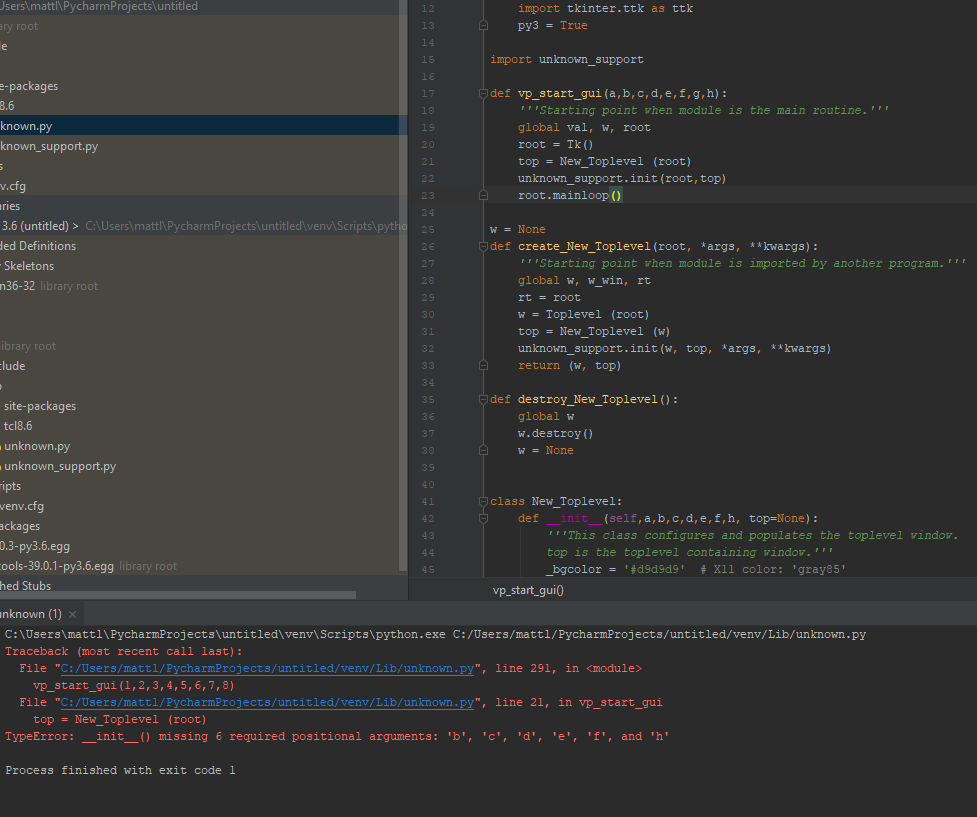 Users\mattl\PycharmProjects\untitled
ary root
le
e-packages
8.6
known.py
known_support.py
s
v.cfg
ries
3.6 (untitled) > C:\Users\mattl\PycharmProjects\untitled\venv\Scripts\pytho
ded Definitions
Skeletons
n36-32 library root
library root
clude
site-packages
tcl8.6
unknown.py
unknown_support.py
ripts
venv.cfg
ackages
0.3-py3.6.egg
ools-39.0.1-py3.6.egg library root
hed Stubs
12 import tkinter.ttk as ttk
13 py3 = True
14
15 import unknown_support
16
17 def vp_start_gui(a,b,c,d,e,f,g,h):
18 '''Starting point when module is the main routine.'''
19 global val, w, root
20 root = Tk()
21 top = New_Toplevel (root)
22 unknown_support.init(root,top)
23 root.mainloop()
24
25 w = None
26 def create_New_Toplevel(root, *args, **kwargs):
27 '''Starting point when module is imported by another program.'''
28 global w, w_win, rt
29 rt = root
30 w = Toplevel (root)
31 top = New_Toplevel (w)
32 unknown_support.init(w, top, *args, **kwargs)
33 return (w, top)
34
35 def destroy_New_Toplevel():
36 global w
37 w.destroy()
38 w = None
39
40
41 class New_Toplevel:
42 def __init__(self,a,b,c,d,e,f,h, top=None):
43 '''This class configures and populates the toplevel window.
44 top is the toplevel containing window.'''
45 _bgcolor = '#d9d9d9' # X11 color: 'gray85'
vp_start_gui()
unknown (1) ×
C:\Users\mattl\PycharmProjects\untitled\venv\Scripts\python.exe C:/Users/mattl/PycharmProjects/untitled/venv/Lib/unknown.py
Traceback (most recent call last):
File "C:/Users/mattl/PycharmProjects/untitled/venv/Lib/unknown.py", line 291, in <module>
vp_start_gui(1,2,3,4,5,6,7,8)
File "C:/Users/mattl/PycharmProjects/untitled/venv/Lib/unknown.py", line 21, in vp_start_gui
top = New_Toplevel (root)
TypeError: __init__() missing 6 required positional arguments: 'b', 'c', 'd', 'e', 'f', and 'h'
Process finished with exit code 1